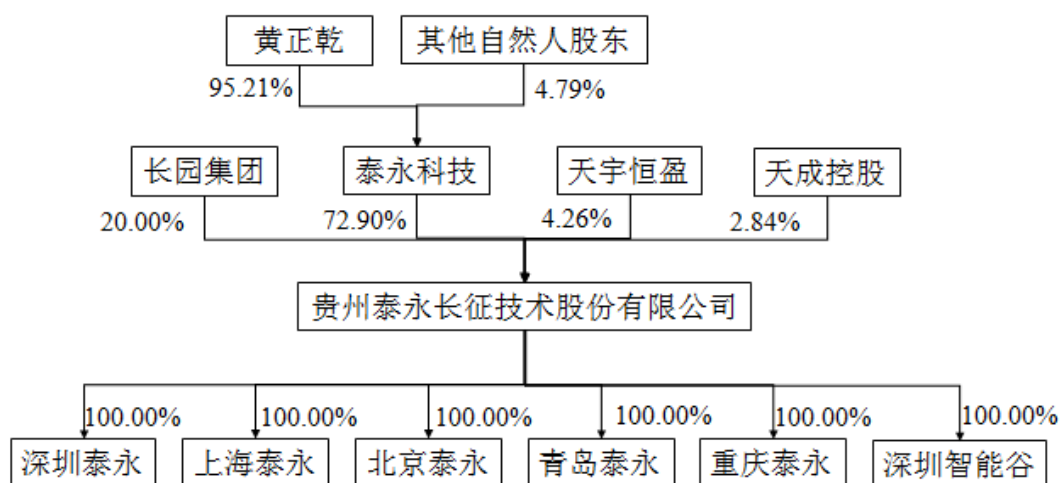 黄正乾
其他自然人股东
95.21%
4.79%
长园集团
泰永科技
天宇恒盈
天成控股
20.00%
72.90%
4.26%
2.84%
贵州泰永长征技术股份有限公司
100.00%
100.00%
100.00%
100.00%
100.00%
100.00%
深圳泰永
上海泰永
北京泰永
青岛泰永
重庆泰永
深圳智能谷